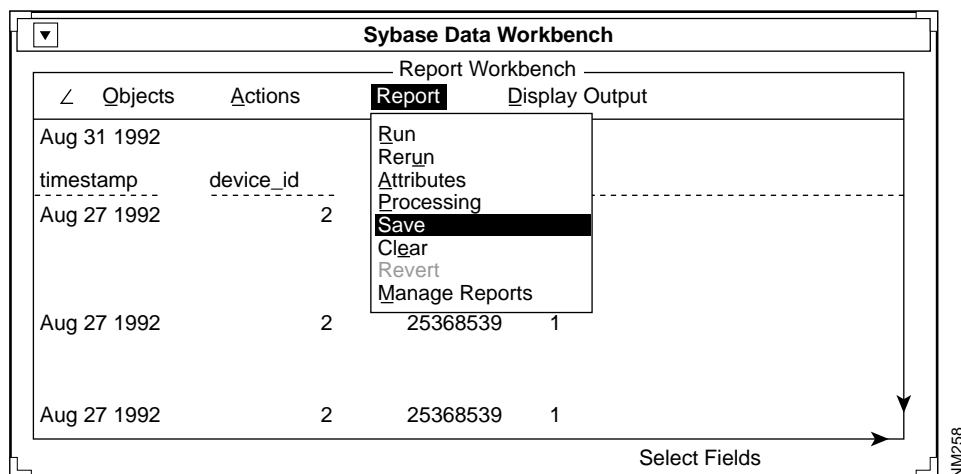 Sybase Data Workbench
Report Workbench
Objects Actions Report Display Output
Aug 31 1992
timestamp device_id
Aug 27 1992 2
Run
Rerun
Attributes
Processing
Save
Clear
Revert
Manage Reports
Aug 27 1992 2 25368539 1
Aug 27 1992 2 25368539 1
Select Fields